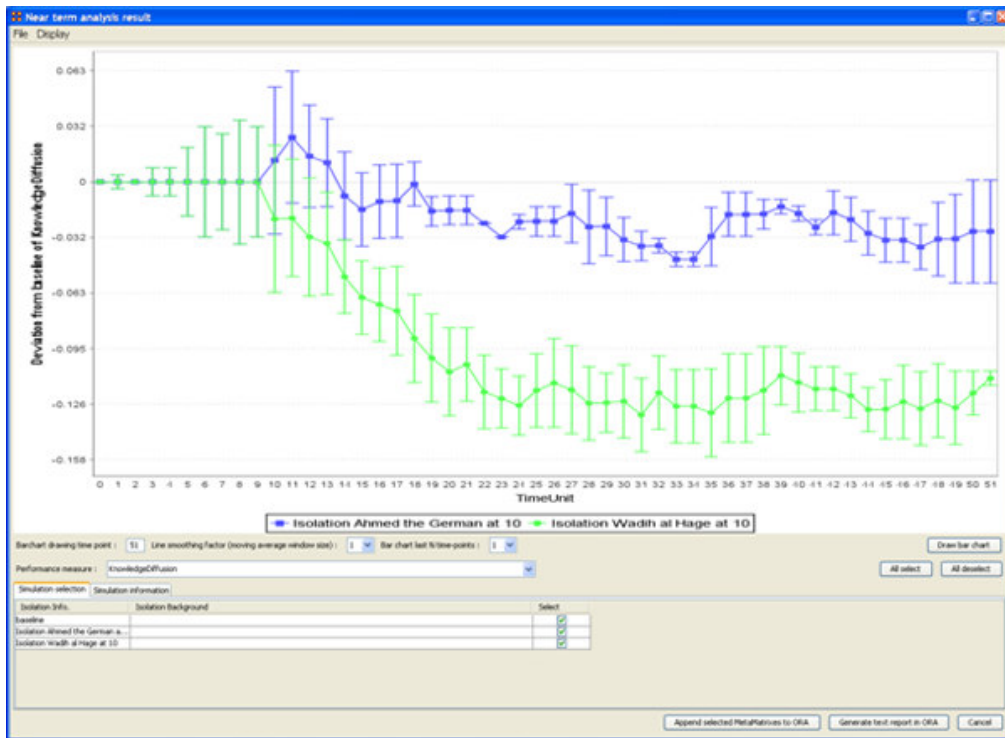 Near term analysis result
File Display
0.063
0.032
0
-0.032
-0.063
-0.095
-0.126
-0.158
Deviation from baseline of KnowledgeDiffusion
0 1 2 3 4 5 6 7 8 9 10 11 12 13 14 15 16 17 18 19 20 21 22 23 24 25 26 27 28 29 30 31 32 33 34 35 36 37 38 39 40 41 42 43 44 45 46 47 48 49 50 51
TimeUnit
Isolation Ahmed the German at 10 Isolation Wadih al Hage at 10
Barchart drawing time point : 51 Line smoothing factor (moving average window size) : 1 Bar chart last N time-points : 1 Draw bar chart
Performance measure : KnowledgeDiffusion All select All deselect
Simulation selection Simulation information
Isolation Info. Isolation Background Select
baseline
Isolation Ahmed the German a...
Isolation Wadih al Hage at 10
Append selected MetaMatrixes to ORA Generate text report in ORA Cancel